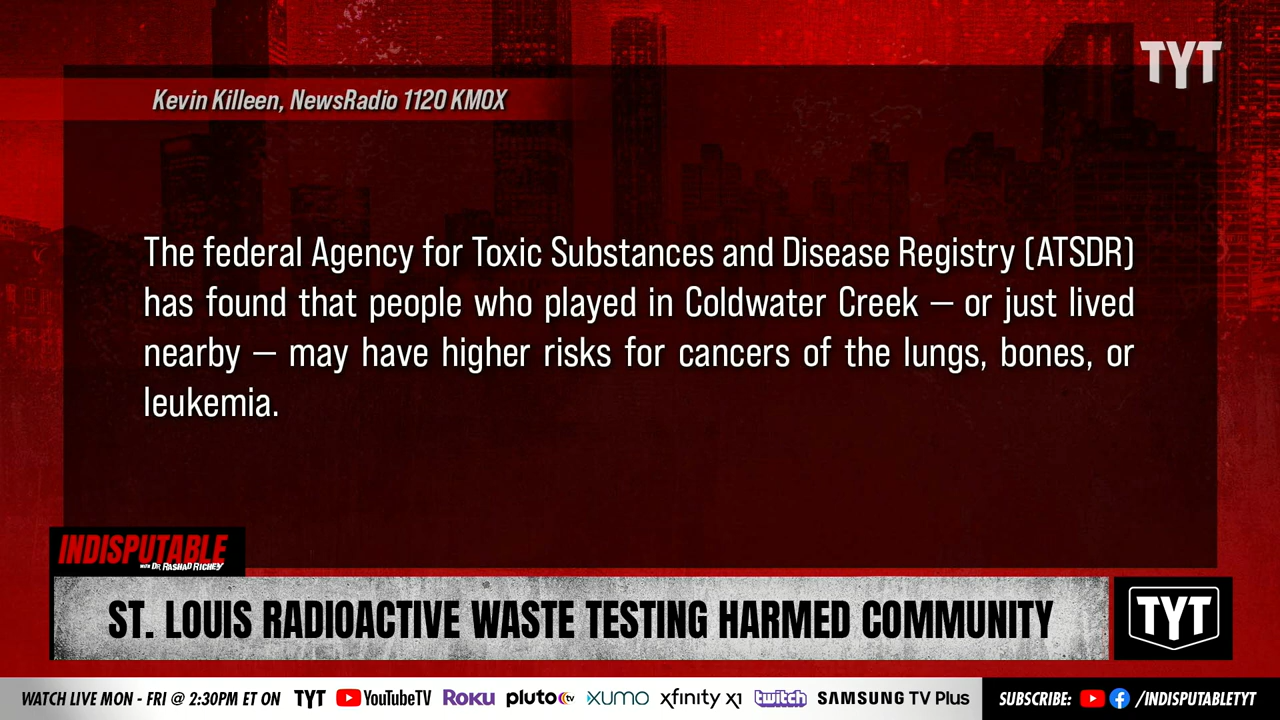 TYT
Kevin Killeen, NewsRadio 1120 KMOX
The federal Agency for Toxic Substances and Disease Registry (ATSDR)
has found that people who played in Coldwater Creek — or just lived
nearby — may have higher risks for cancers of the lungs, bones, or
leukemia.
INDISPUTABLE
WITH DR. RASHAD RICHEY
ST. LOUIS RADIOACTIVE WASTE TESTING HARMED COMMUNITY
TYT
WATCH LIVE MON - FRI @ 2:30PM ET ON TYT YouTubeTV ROKU pluto tv xumo xfinity x1 twitch SAMSUNG TV Plus SUBSCRIBE: /INDISPUTABLETYT